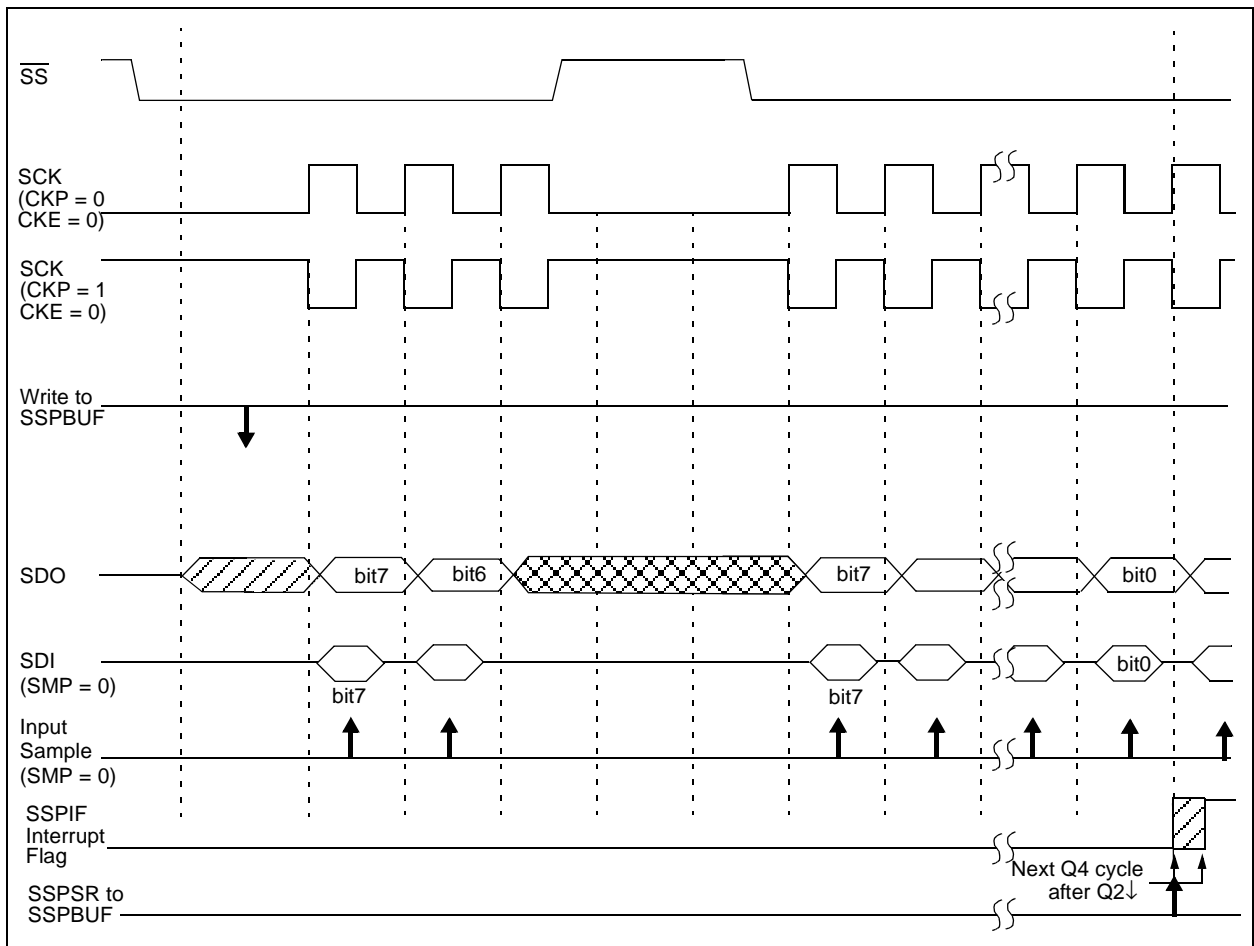 SS
SCK
(CKP = 0
CKE = 0)
SCK
(CKP = 1
CKE = 0)
Write to
SSPBUF
SDO
bit7
bit6
bit7
bit0
SDI
(SMP = 0)
bit7
bit7
bit0
Input
Sample
(SMP = 0)
SSPIF
Interrupt
Flag
Next Q4 cycle
after Q2↓
SSPSR to
SSPBUF